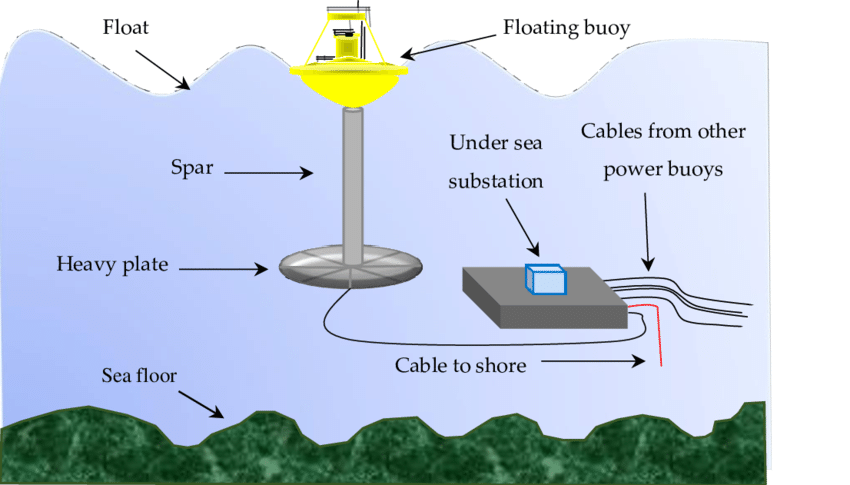 Float
Floating buoy
Under sea
substation
Cables from other
power buoys
Spar
Heavy plate
Cable to shore
Sea floor